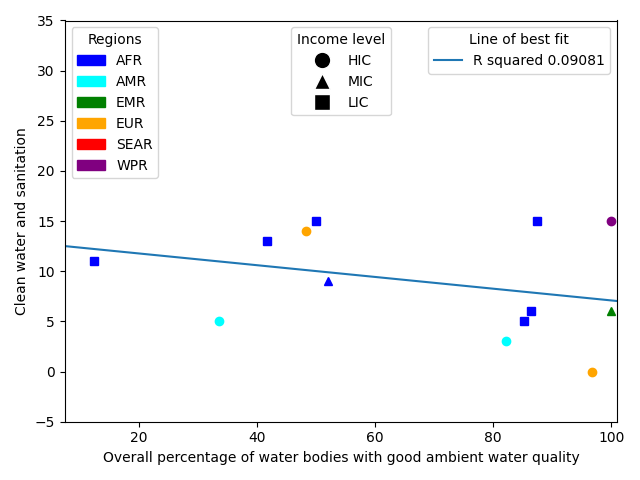 Regions
AFR
AMR
EMR
EUR
SEAR
WPR
Income level
HIC
MIC
LIC
Line of best fit
R squared 0.09081
Clean water and sanitation
35
30
25
20
15
10
5
0
−5
20
40
60
80
100
Overall percentage of water bodies with good ambient water quality